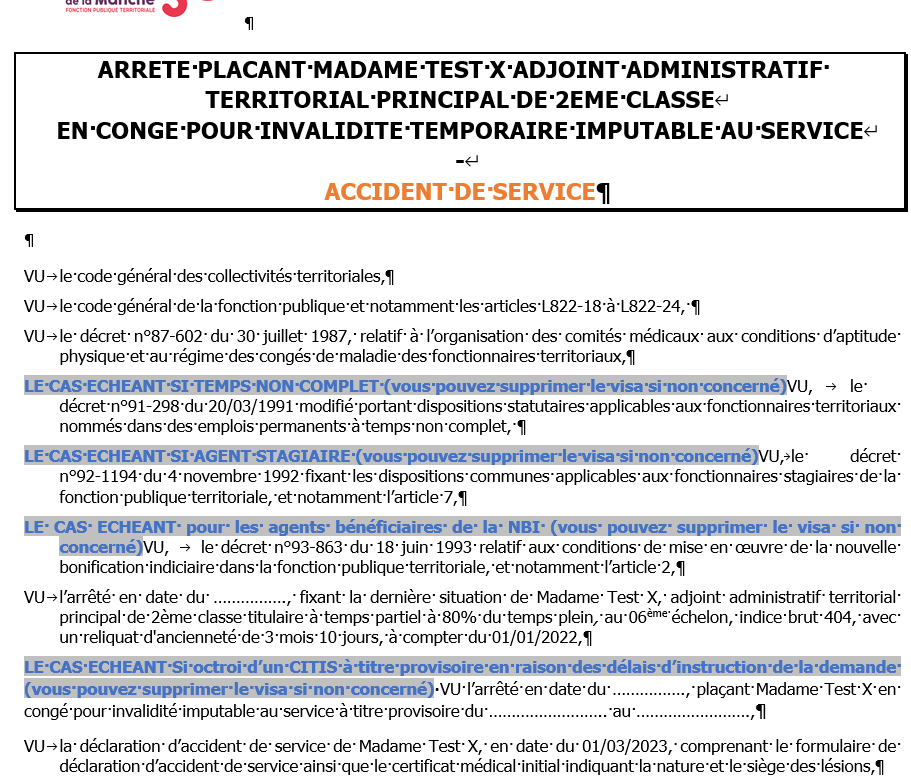 de la Manche
FONCTION PUBLIQUE TERRITORIALE
¶
ARRETE·PLACANT·MADAME·TEST·X·ADJOINT·ADMINISTRATIF·
TERRITORIAL·PRINCIPAL·DE·2EME·CLASSE↵
EN·CONGE·POUR·INVALIDITE·TEMPORAIRE·IMPUTABLE·AU·SERVICE↵
-↵
ACCIDENT·DE·SERVICE¶
¶
VU→le·code·général·des·collectivités·territoriales,¶
VU→le·code·général·de·la·fonction·publique·et·notamment·les·articles·L822-18·à·L822-24,·¶
VU→le· décret· n°87-602· du· 30· juillet· 1987,· relatif· à· l’organisation· des· comités· médicaux· aux· conditions· d’aptitude·
physique·et·au·régime·des·congés·de·maladie·des·fonctionnaires·territoriaux,¶
LE·CAS·ECHEANT·SI·TEMPS·NON·COMPLET·(vous·pouvez·supprimer·le·visa·si·non·concerné)VU, → le·
décret·n°91-298·du·20/03/1991·modifié·portant·dispositions·statutaires·applicables·aux·fonctionnaires·territoriaux·
nommés·dans·des·emplois·permanents·à·temps·non·complet,·¶
LE·CAS·ECHEANT·SI·AGENT·STAGIAIRE·(vous·pouvez·supprimer·le·visa·si·non·concerné)VU,→le· décret·
n°92-1194·du·4·novembre·1992·fixant·les·dispositions·communes·applicables·aux·fonctionnaires·stagiaires·de·la·
fonction·publique·territoriale,·et·notamment·l’article·7,¶
LE· CAS· ECHEANT· pour· les· agents· bénéficiaires· de· la· NBI· (vous· pouvez· supprimer· le· visa· si· non·
concerné)VU, → le·décret·n°93-863·du·18·juin·1993·relatif·aux·conditions·de·mise·en·œuvre·de·la·nouvelle·
bonification·indiciaire·dans·la·fonction·publique·territoriale,·et·notamment·l’article·2,¶
VU→l’arrêté· en· date· du· ……………,· fixant· la· dernière· situation· de· Madame· Test· X,· adjoint· administratif· territorial·
principal·de·2ème·classe·titulaire·à·temps·partiel·à·80%·du·temps·plein,·au·06ème·échelon,·indice·brut·404,·avec·
un·reliquat·d'ancienneté·de·3·mois·10·jours,·à·compter·du·01/01/2022,¶
LE·CAS·ECHEANT·Si·octroi·d’un·CITIS·à·titre·provisoire·en·raison·des·délais·d’instruction·de·la·demande·
(vous·pouvez·supprimer·le·visa·si·non·concerné)·VU·l’arrêté·en·date·du·……………,·plaçant·Madame·Test·X·en·
congé·pour·invalidité·imputable·au·service·à·titre·provisoire·du·……………………..·au·…………………..,¶
VU→la· déclaration· d’accident· de· service· de· Madame· Test· X,· en· date· du· 01/03/2023,· comprenant· le· formulaire· de·
déclaration·d’accident·de·service·ainsi·que·le·certificat·médical·initial·indiquant·la·nature·et·le·siège·des·lésions,¶